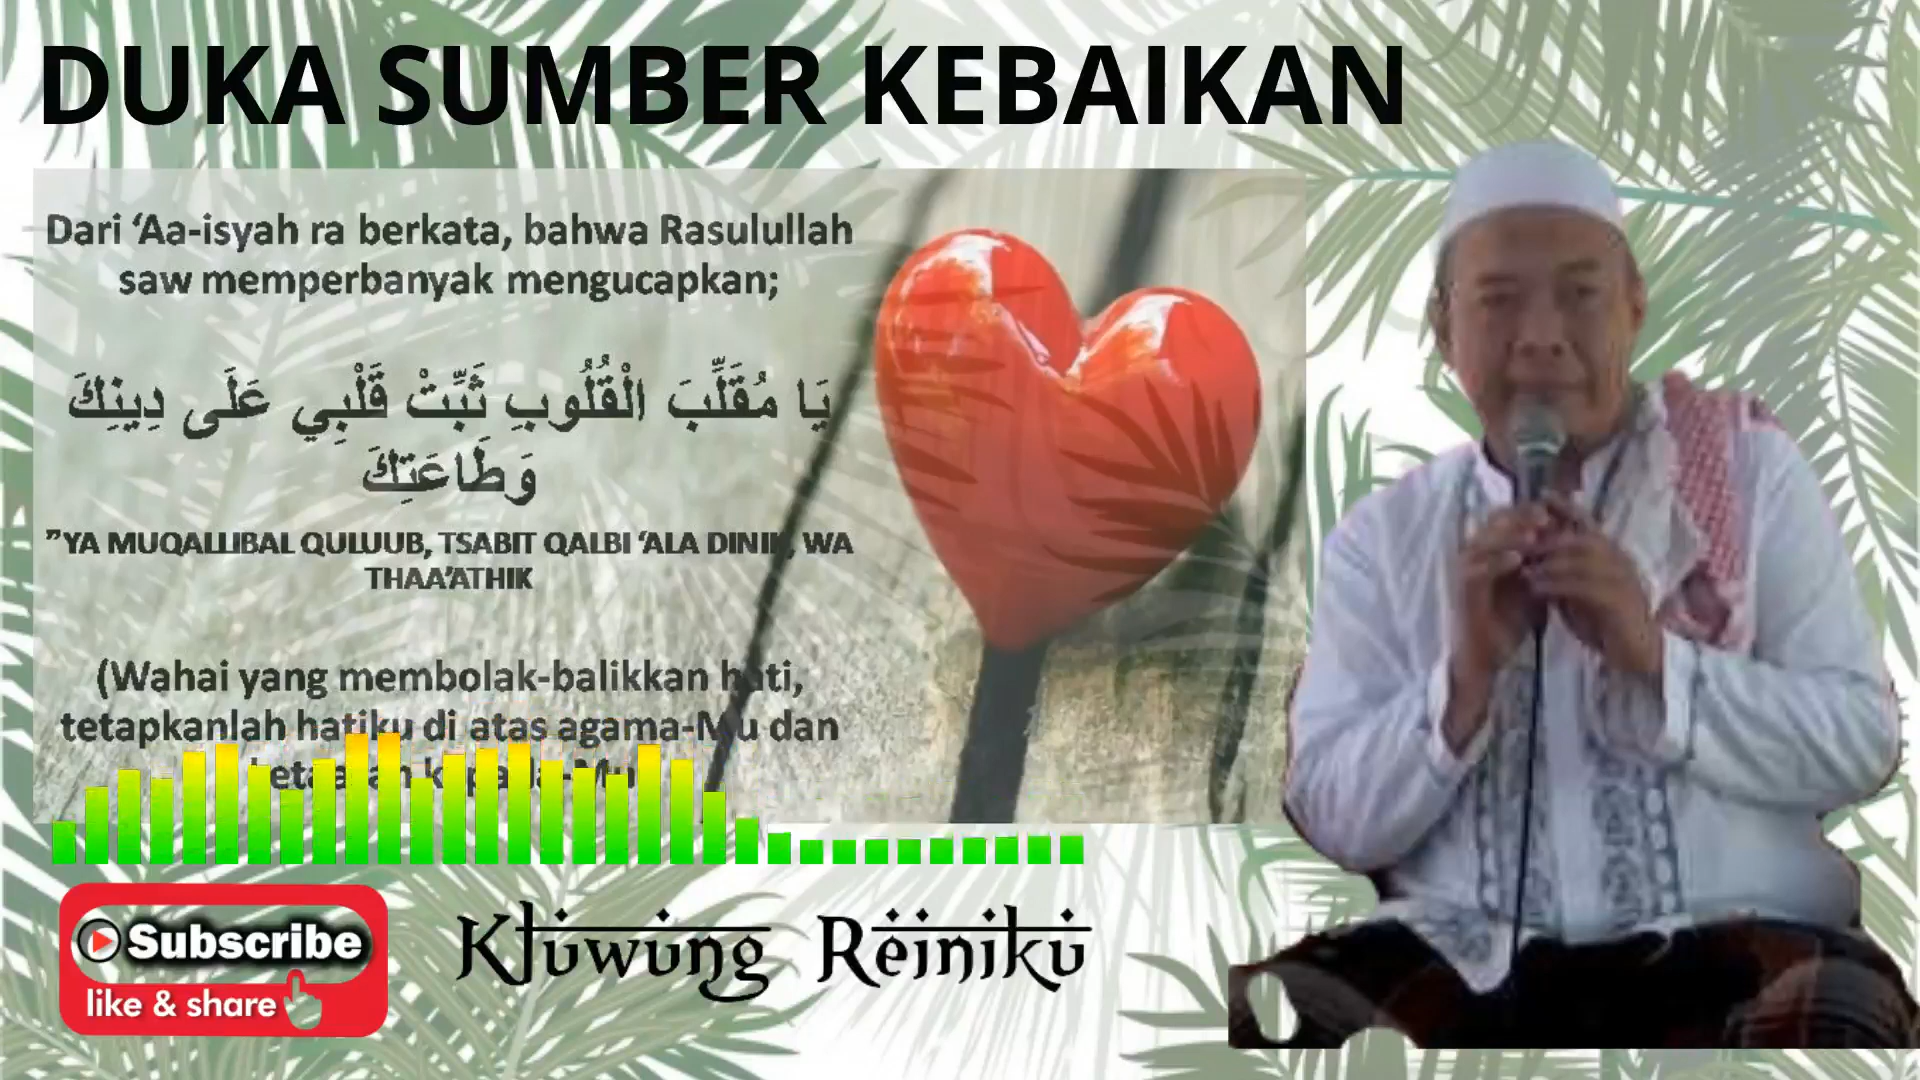 DUKA SUMBER KEBAIKAN
Dari ‘Aa-isyah ra berkata, bahwa Rasulullah
saw memperbanyak mengucapkan;
يَا مُقَلِّبَ الْقُلُوبِ ثَبِّتْ قَلْبِي عَلَى دِينِكَ
وَطَاعَتِكَ
”YA MUQALLIBAL QULUUB, TSABIT QALBI ‘ALA DINIK, WA
THAA’ATHIK
(Wahai yang membolak-balikkan hati,
tetapkanlah hatiku di atas agama-Mu dan
Subscribe
like & share
Kluwung Reiniku